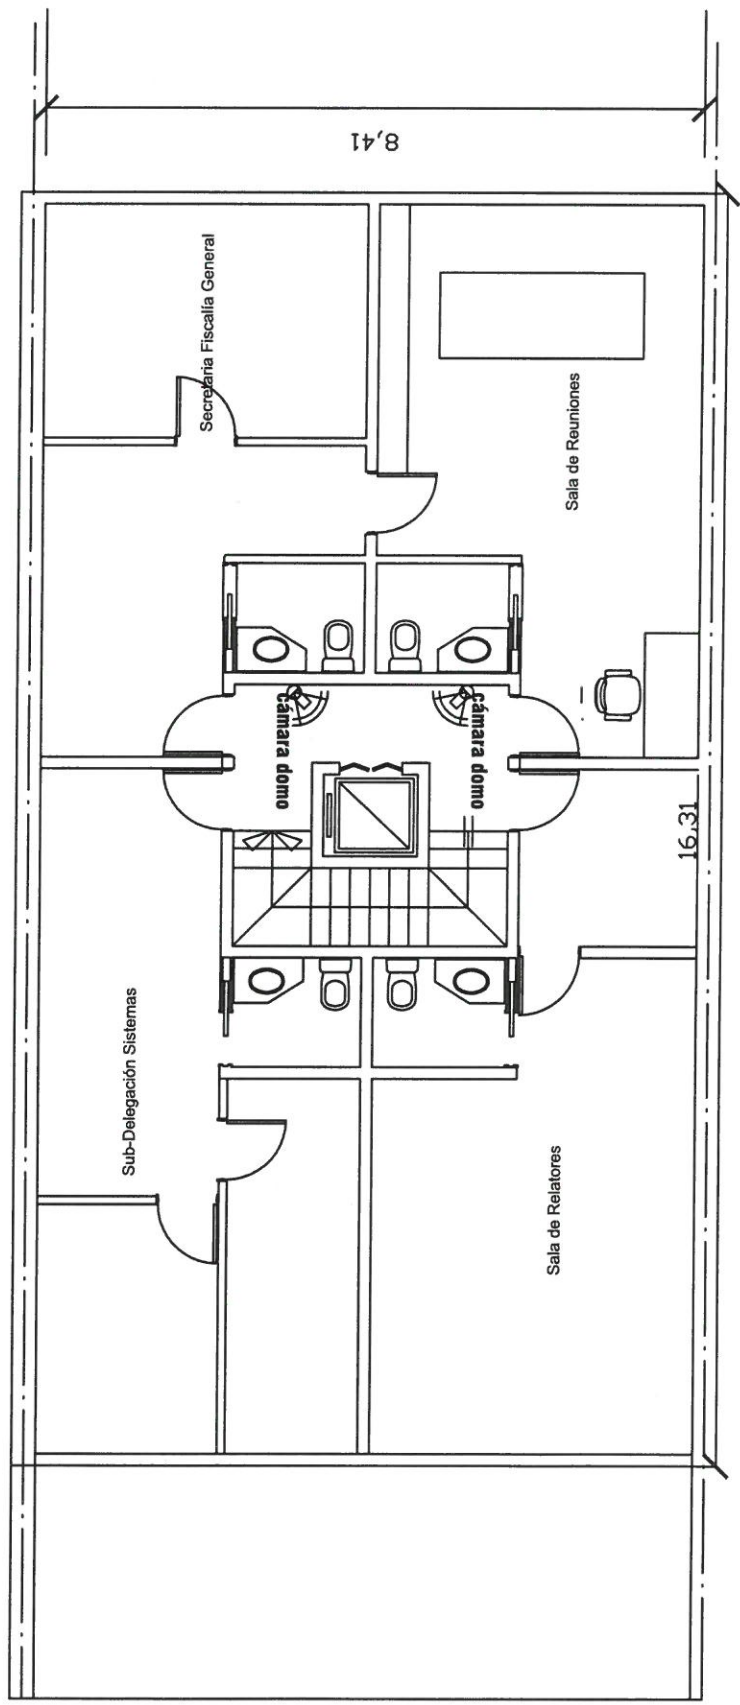 8,41
Secretaria Fiscalía General
Sala de Reuniones
cámara domo
cámara domo
16,31
Sub-Delegación Sistemas
Sala de Relatores